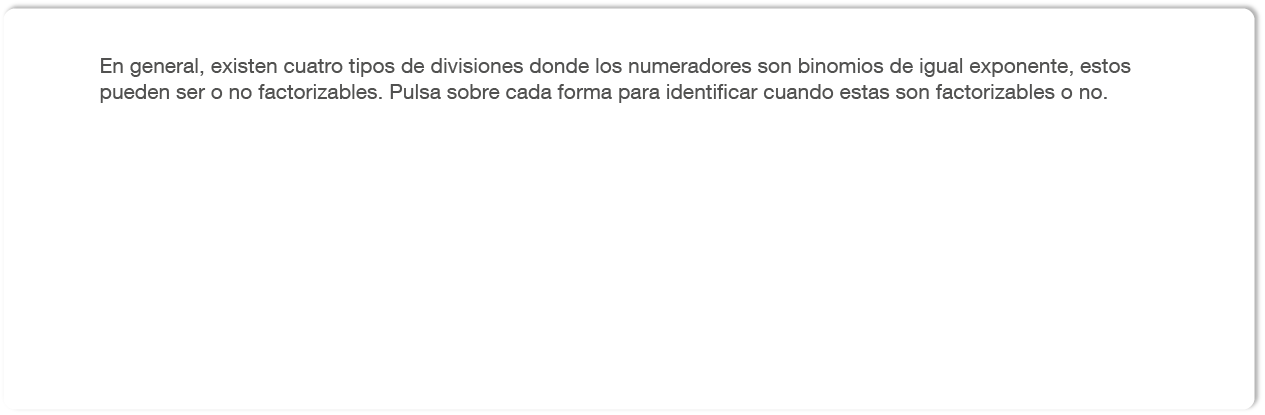 En general, existen cuatro tipos de divisiones donde los numeradores son binomios de igual exponente, estos
pueden ser o no factorizables. Pulsa sobre cada forma para identificar cuando estas son factorizables o no.